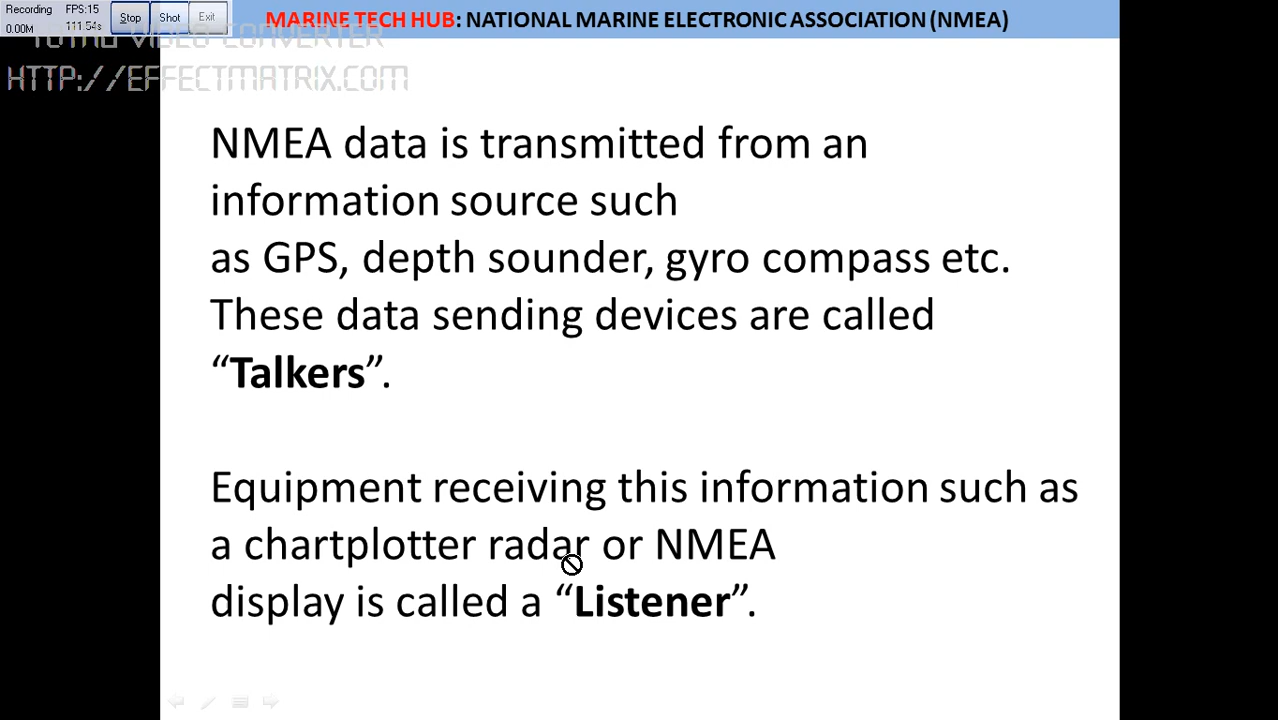 Recording FPS:15
0.00M 111.54s
Stop Shot Exit
MARINE TECH HUB: NATIONAL MARINE ELECTRONIC ASSOCIATION (NMEA)
TOTAL VIDEO CONVERTER
HTTP://EFFECTMATRIX.COM
NMEA data is transmitted from an
information source such
as GPS, depth sounder, gyro compass etc.
These data sending devices are called
“Talkers”.
Equipment receiving this information such as
a chartplotter radar or NMEA
display is called a “Listener”.